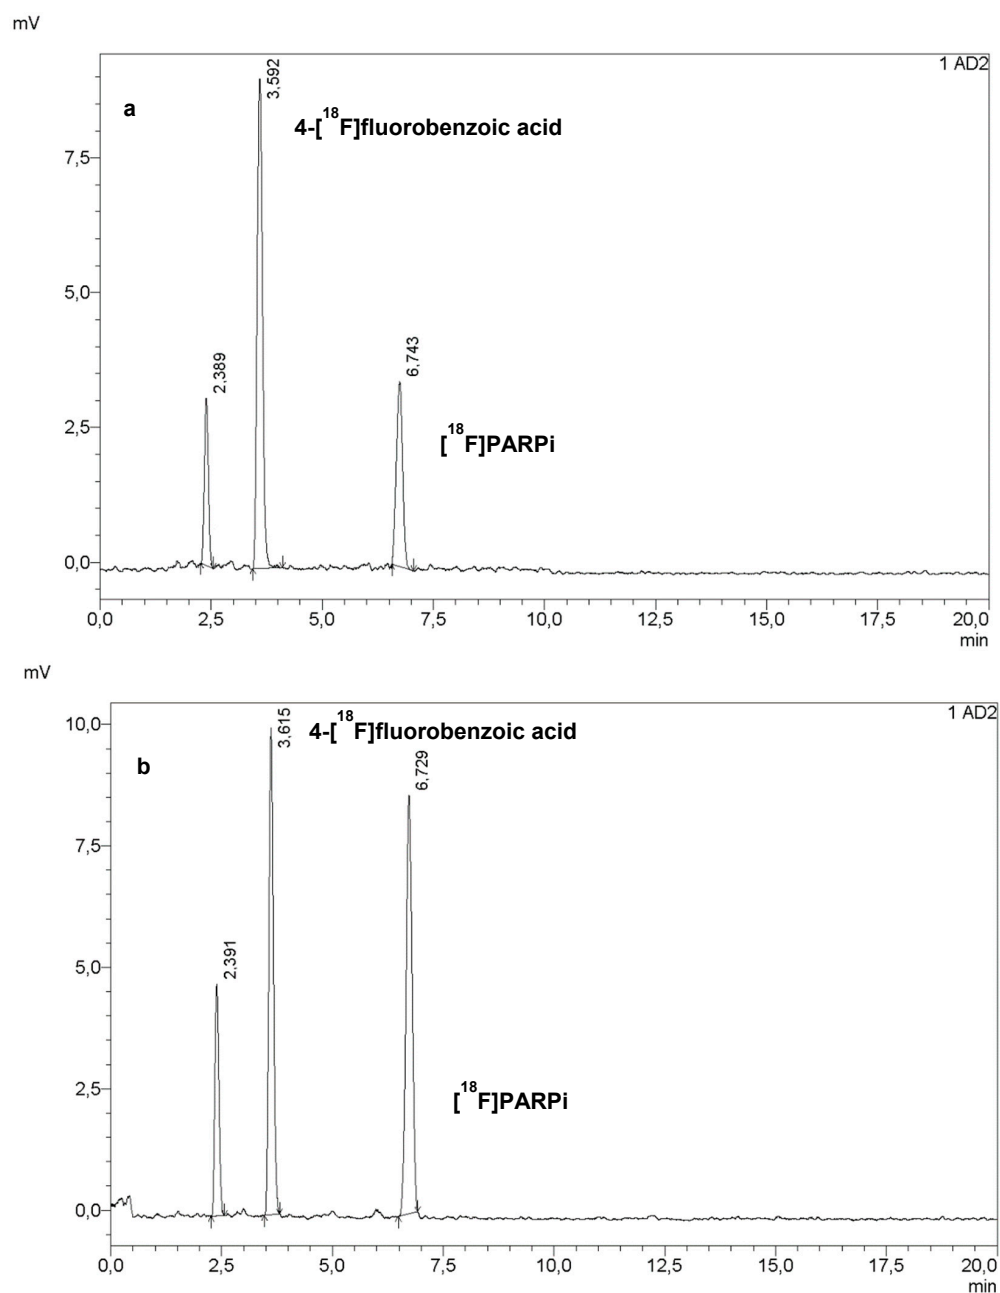 mV
1 AD2
a
3,592
4-[18F]fluorobenzoic acid
7,5
5,0
2,389
6,743
2,5
[18F]PARPi
0,0
0,0 2,5 5,0 7,5 10,0 12,5 15,0 17,5 20,0
min
mV
1 AD2
10,0
3,615
4-[18F]fluorobenzoic acid
b
6,729
7,5
5,0
2,391
2,5
[18F]PARPi
0,0
0,0 2,5 5,0 7,5 10,0 12,5 15,0 17,5 20,0
min